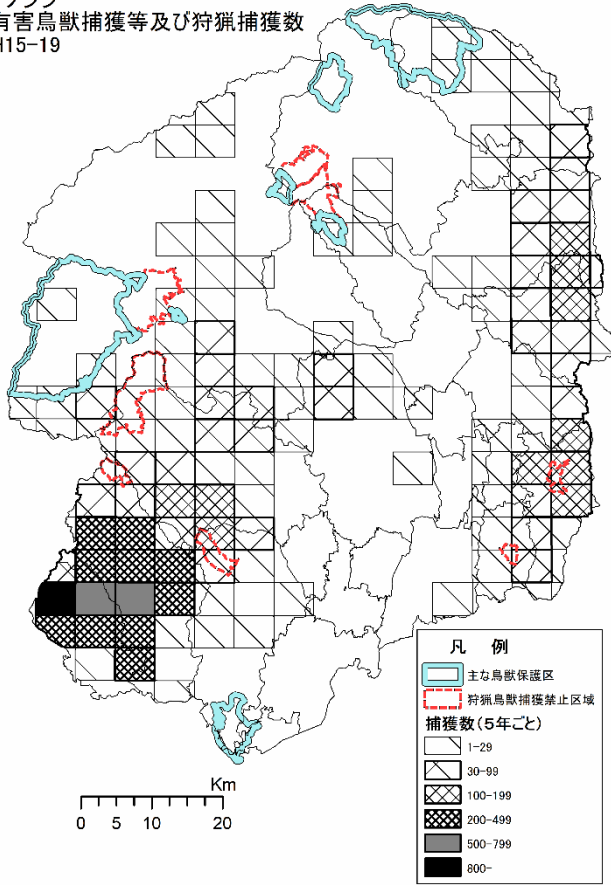 有害鳥獣捕獲等及び狩猟捕獲数
H15-19
Km
0 5 10 20
凡 例
主な鳥獣保護区
狩猟鳥獣捕獲禁止区域
捕獲数(5年ごと)
1-29
30-99
100-199
200-499
500-799
800-